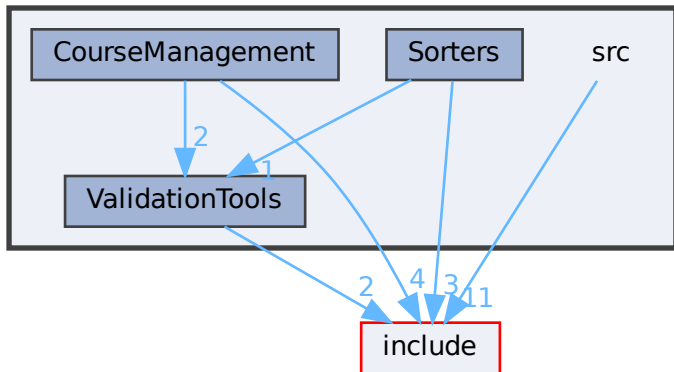 CourseManagement
Sorters
src
2
1
ValidationTools
2
4
3
11
include